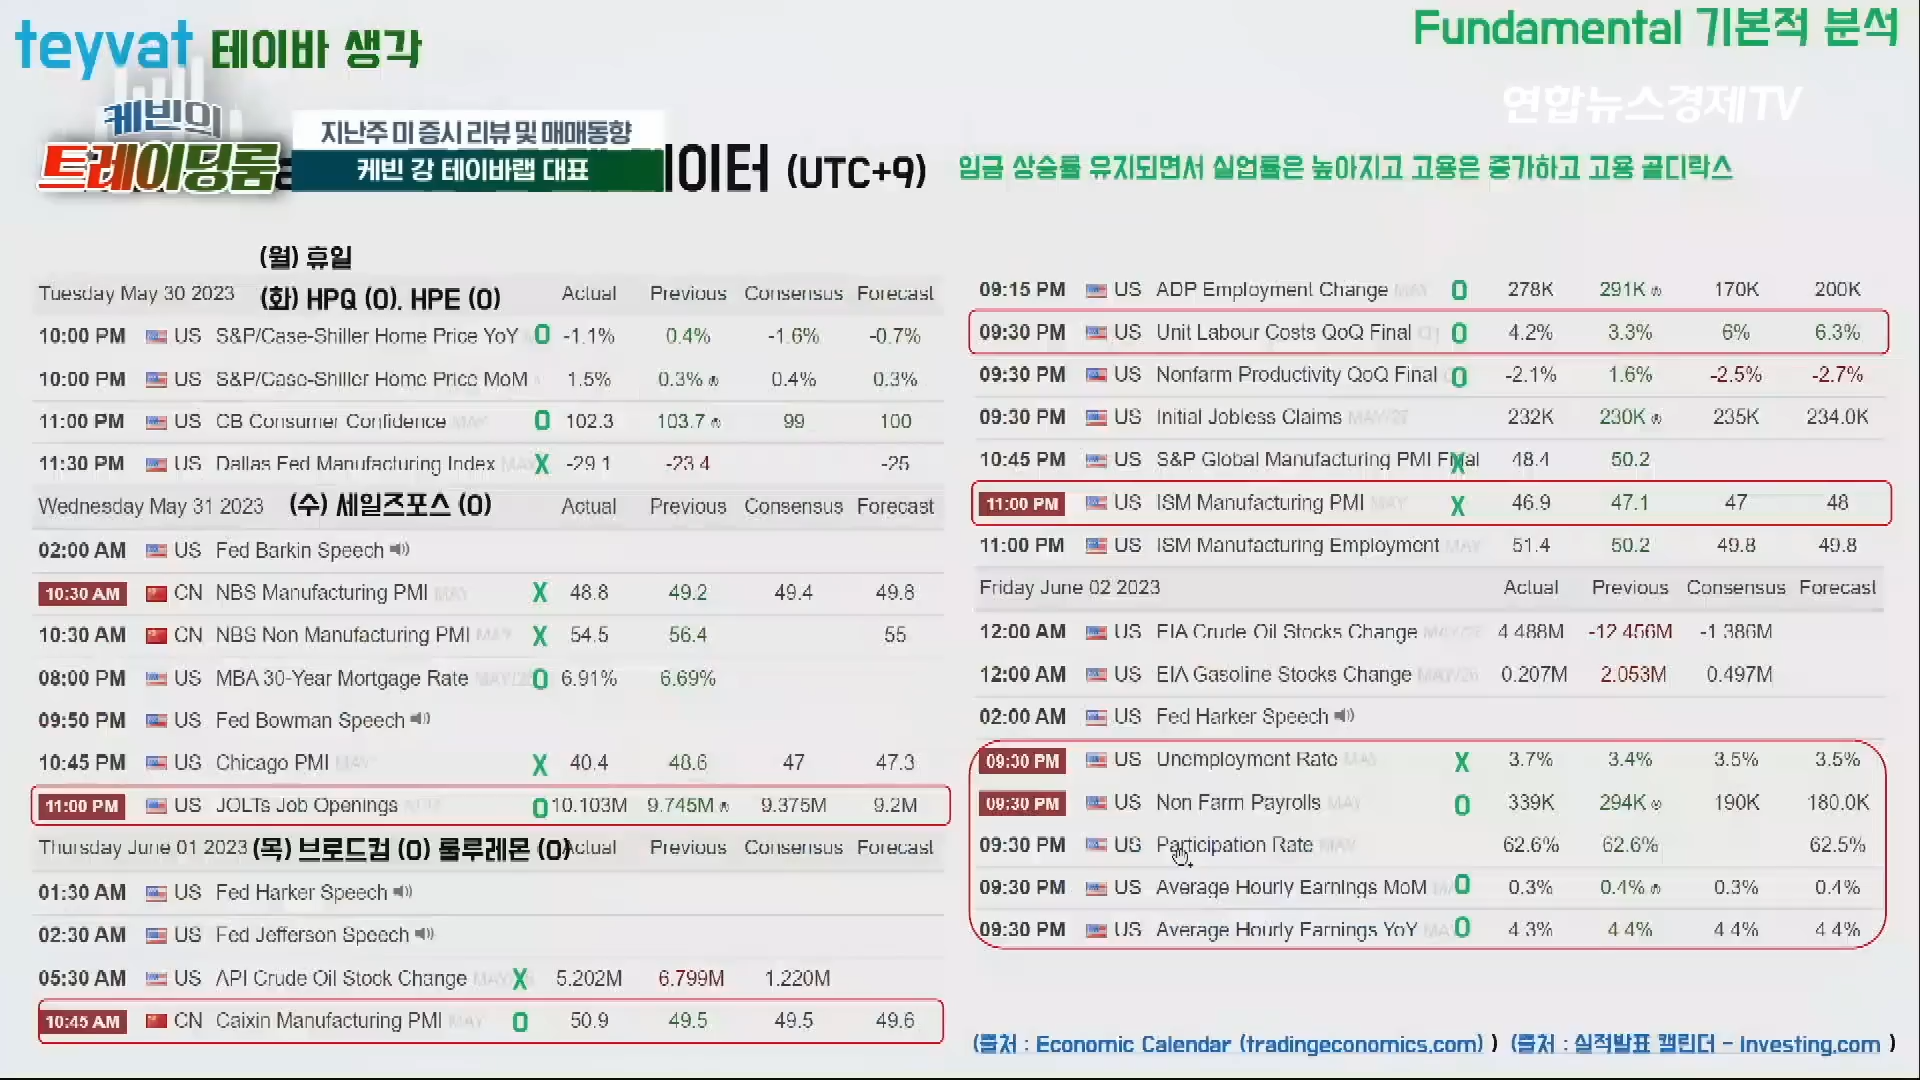 teyvat 테이바 생각
Fundamental 기본적 분석
연합뉴스경제TV
케빈의
트레이딩룸
지난주 미 증시 리뷰 및 매매동향
케빈 강 테이바랩 대표
이터 (UTC+9)
임금 상승률 유지되면서 실업률은 높아지고 고용은 증가하고 고용 골디락스
(월) 휴일
Tuesday May 30 2023 (화) HPQ (O), HPE (O) Actual Previous Consensus Forecast
10:00 PM US S&P/Case-Shiller Home Price YoY O -1.1% 0.4% -1.6% -0.7%
10:00 PM US S&P/Case-Shiller Home Price MoM 1.5% 0.3% ® 0.4% 0.3%
11:00 PM US CB Consumer Confidence MAY O 102.3 103.7 ® 99 100
11:30 PM US Dallas Fed Manufacturing Index MAY X -29.1 -23.4 -25
Wednesday May 31 2023 (수) 세일즈포스 (O) Actual Previous Consensus Forecast
02:00 AM US Fed Barkin Speech
10:30 AM CN NBS Manufacturing PMI MAY X 48.8 49.2 49.4 49.8
10:30 AM CN NBS Non Manufacturing PMI MAY X 54.5 56.4 55
08:00 PM US MBA 30-Year Mortgage Rate O 6.91% 6.69%
09:50 PM US Fed Bowman Speech
10:45 PM US Chicago PMI MAY X 40.4 48.6 47 47.3
11:00 PM US JOLTs Job Openings O 10.103M 9.745M ® 9.375M 9.2M
Thursday June 01 2023 (목) 브로드컴 (O) 룰루레몬 (O) Actual Previous Consensus Forecast
01:30 AM US Fed Harker Speech
02:30 AM US Fed Jefferson Speech
05:30 AM US API Crude Oil Stock Change X 5.202M 6.799M 1.220M
10:45 AM CN Caixin Manufacturing PMI MAY O 50.9 49.5 49.5 49.6
09:15 PM US ADP Employment Change MAY O 278K 291K ® 170K 200K
09:30 PM US Unit Labour Costs QoQ Final O 4.2% 3.3% 6% 6.3%
09:30 PM US Nonfarm Productivity QoQ Final O -2.1% 1.6% -2.5% -2.7%
09:30 PM US Initial Jobless Claims MAY/27 232K 230K ® 235K 234.0K
10:45 PM US S&P Global Manufacturing PMI Final X 48.4 50.2
11:00 PM US ISM Manufacturing PMI MAY X 46.9 47.1 47 48
11:00 PM US ISM Manufacturing Employment MAY 51.4 50.2 49.8 49.8
Friday June 02 2023 Actual Previous Consensus Forecast
12:00 AM US EIA Crude Oil Stocks Change MAY/26 4.488M -12.456M -1.386M
12:00 AM US EIA Gasoline Stocks Change MAY/26 0.207M 2.053M 0.497M
02:00 AM US Fed Harker Speech
09:30 PM US Unemployment Rate MAY X 3.7% 3.4% 3.5% 3.5%
09:30 PM US Non Farm Payrolls MAY O 339K 294K ® 190K 180.0K
09:30 PM US Participation Rate MAY 62.6% 62.6% 62.5%
09:30 PM US Average Hourly Earnings MoM O 0.3% 0.4% ® 0.3% 0.4%
09:30 PM US Average Hourly Earnings YoY MAY O 4.3% 4.4% 4.4% 4.4%
(출처 : Economic Calendar (tradingeconomics.com) ) (출처 : 실적발표 캘린더 - Investing.com )